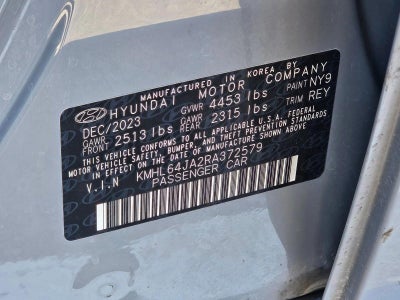 MANUFACTURED IN KOREA BY
HYUNDAI MOTOR COMPANY
DEC/2023 GVWR 4453 lbs PAINT NY9
GAWR FRONT 2513 lbs GAWR REAR 2315 lbs TRIM REY
THIS VEHICLE CONFORMS TO ALL APPLICABLE U.S.A. FEDERAL
MOTOR VEHICLE SAFETY, BUMPER, AND THEFT PREVENTION STANDARDS
IN EFFECT ON THE DATE OF MANUFACTURE SHOWN ABOVE.
V.I.N KMHL64JA2RA372579
PASSENGER CAR